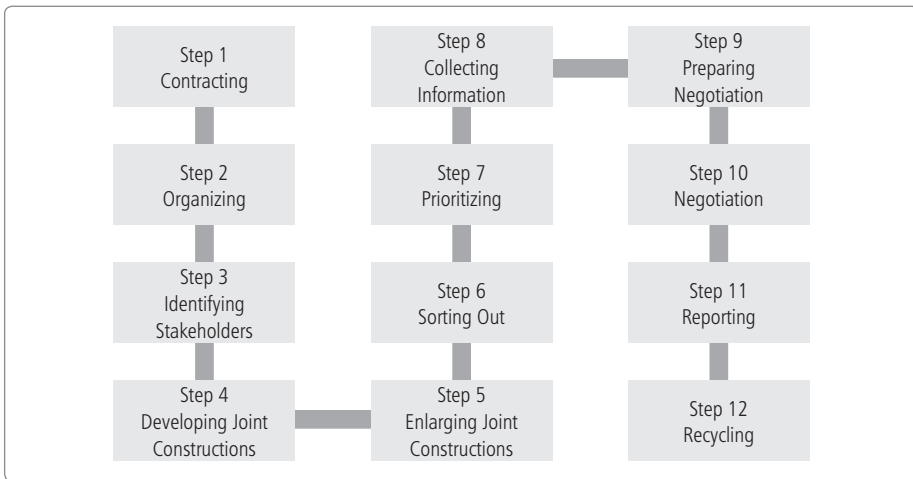 Step 1
Contracting
Step 2
Organizing
Step 3
Identifying
Stakeholders
Step 4
Developing Joint
Constructions
Step 5
Enlarging Joint
Constructions
Step 6
Sorting Out
Step 7
Prioritizing
Step 8
Collecting
Information
Step 9
Preparing
Negotiation
Step 10
Negotiation
Step 11
Reporting
Step 12
Recycling